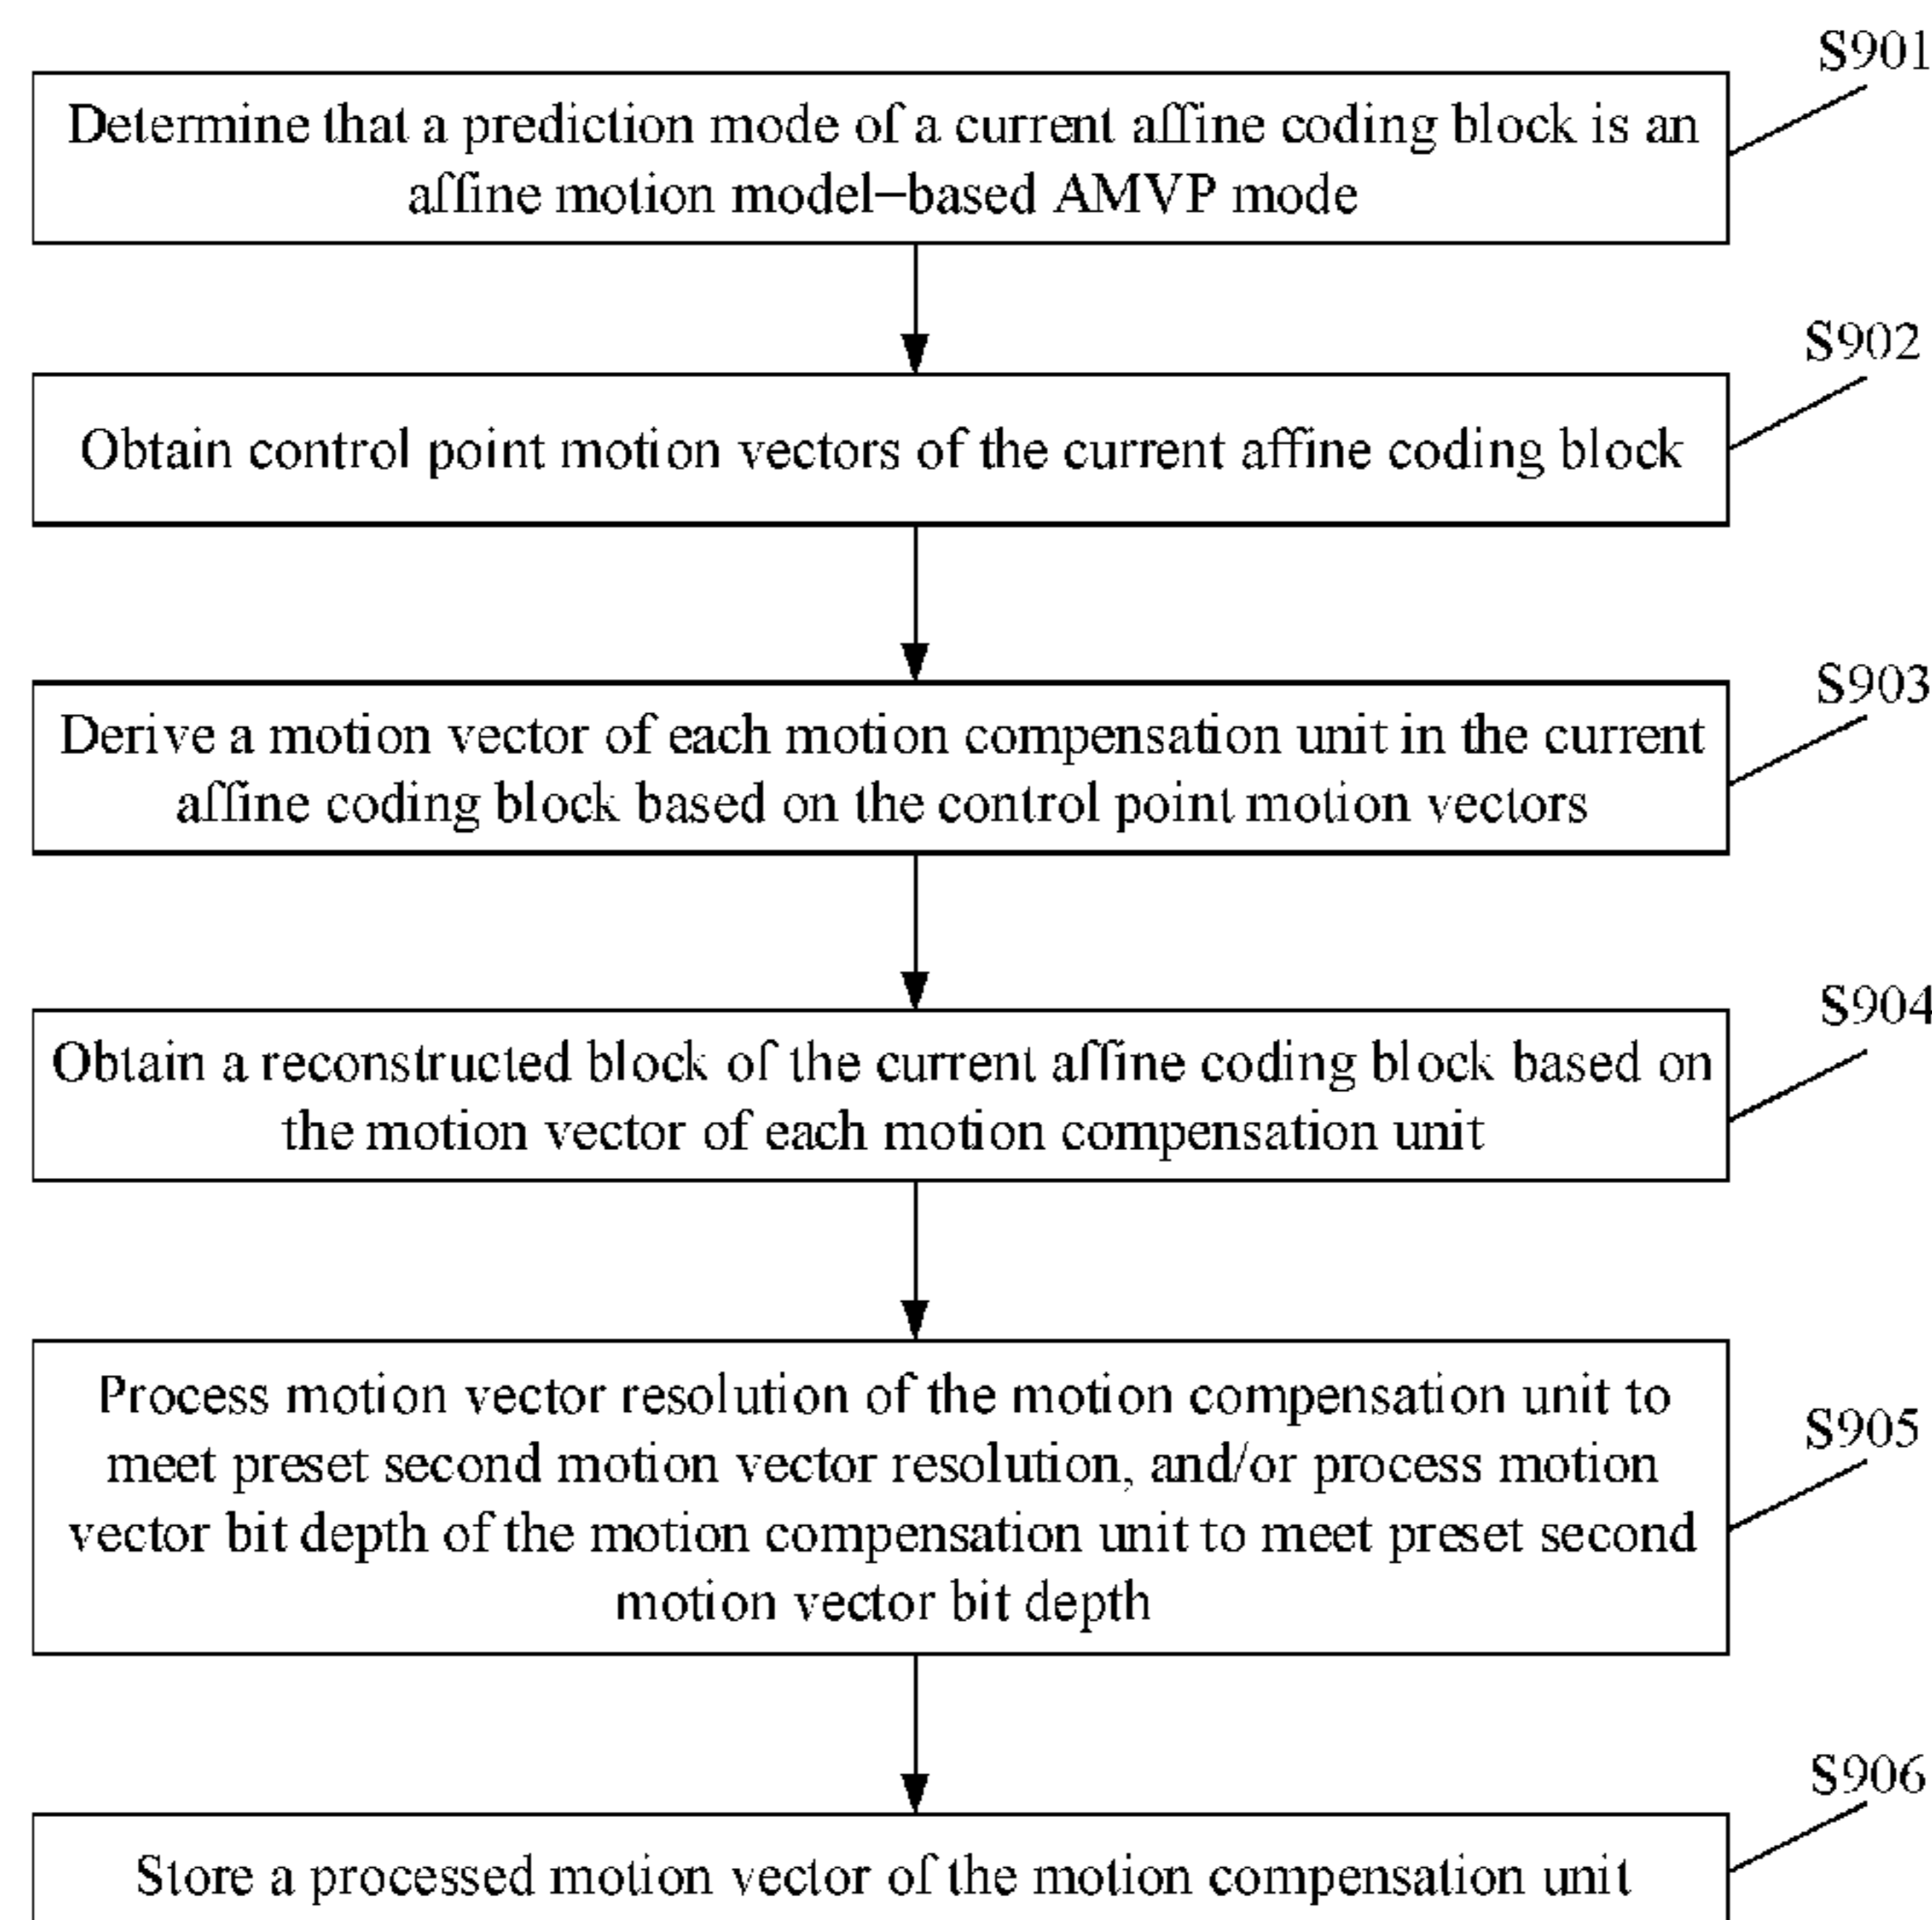 S901
Determine that a prediction mode of a current affine coding block is an
affine motion model–based AMVP mode
S902
Obtain control point motion vectors of the current affine coding block
S903
Derive a motion vector of each motion compensation unit in the current
affine coding block based on the control point motion vectors
S904
Obtain a reconstructed block of the current affine coding block based on
the motion vector of each motion compensation unit
S905
Process motion vector resolution of the motion compensation unit to
meet preset second motion vector resolution, and/or process motion
vector bit depth of the motion compensation unit to meet preset second
motion vector bit depth
S906
Store a processed motion vector of the motion compensation unit